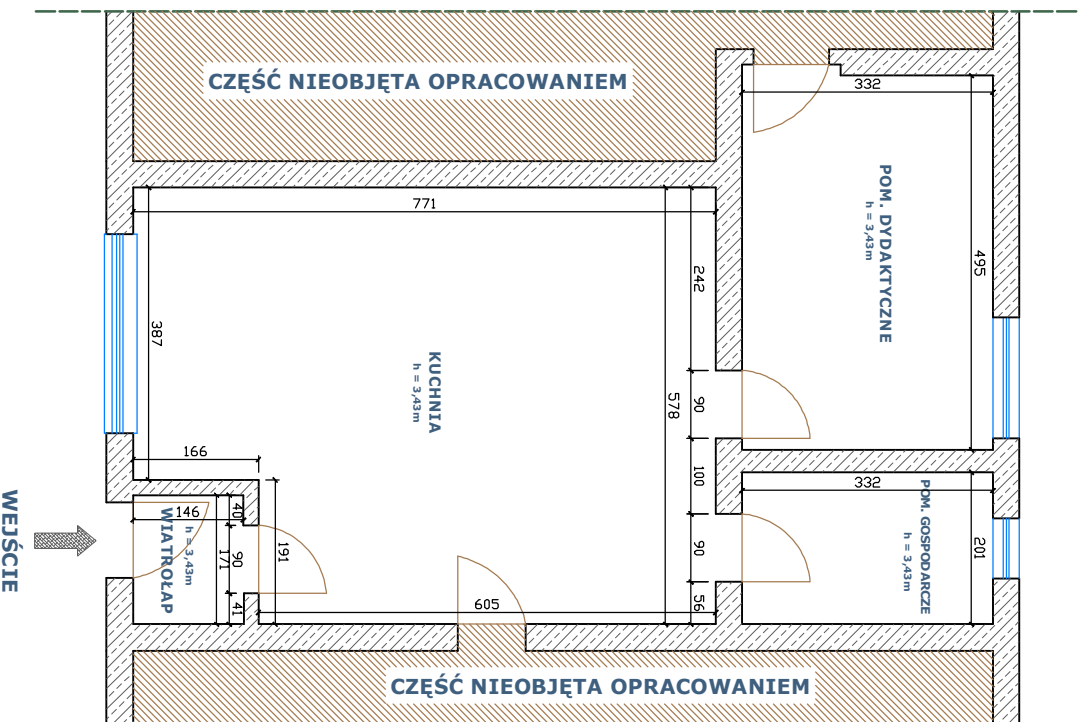 CZĘŚĆ NIEOBJĘTA OPRACOWANIEM
332
POM. DYDAKTYCZNE
h = 3,43m
495
771
242
387
KUCHNIA
h = 3,43m
578
90
166
100
332
POM. GOSPODARCZE
h = 3,43m
201
WEJŚCIE
146
40
WIATROŁAP
h = 3,43m
171
90
191
41
90
56
605
CZĘŚĆ NIEOBJĘTA OPRACOWANIEM